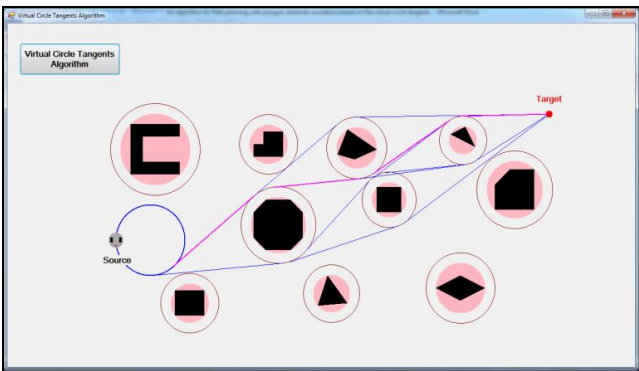 Virtual Circle Tangents Algorithm
Virtual Circle Tangents
Algorithm
Target
Source